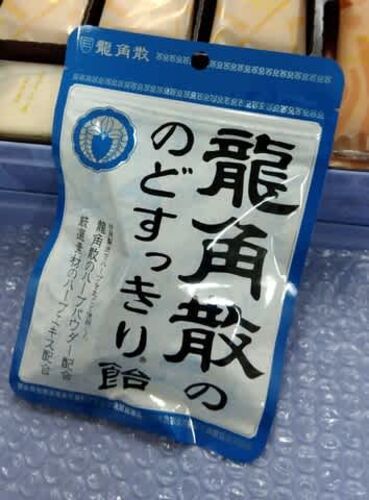 龍角散
龍角散の
のどすっきり飴
龍角散のハーブパウダー配合
厳選素材のハーブエキス配合